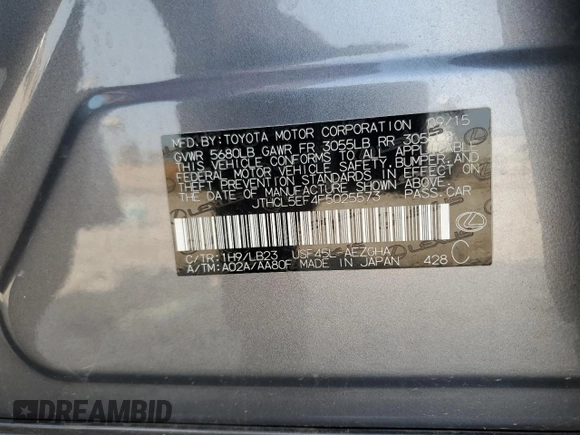 MFD.BY:TOYOTA MOTOR CORPORATION 09/15
GVWR 5680LB GAWR FR 3055LB RR 3085
THIS VEHICLE CONFORMS TO ALL APPLICABLE
FEDERAL MOTOR VEHICLE SAFETY, BUMPER, AND
THEFT PREVENTION STANDARDS IN EFFECT ON
THE DATE OF MANUFACTURE SHOWN ABOVE.
JTHCL5EF4F5025573 PASS.CAR
C/TR:1H9/LB23 USF45L-AEZGHA
A/TM:A02A/AA80F MADE IN JAPAN 428 C
DREAMBID